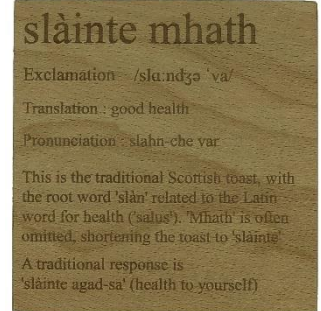 slàinte mhath
Exclamation /slɑːndʒə ˈva/
Translation : good health
Pronunciation : slahn-che var
This is the traditional Scottish toast, with
the root word 'slàn' related to the Latin
word for health ('salus'). 'Mhath' is often
omitted, shortening the toast to 'slàinte'
A traditional response is
'slàinte agad-sa' (health to yourself)